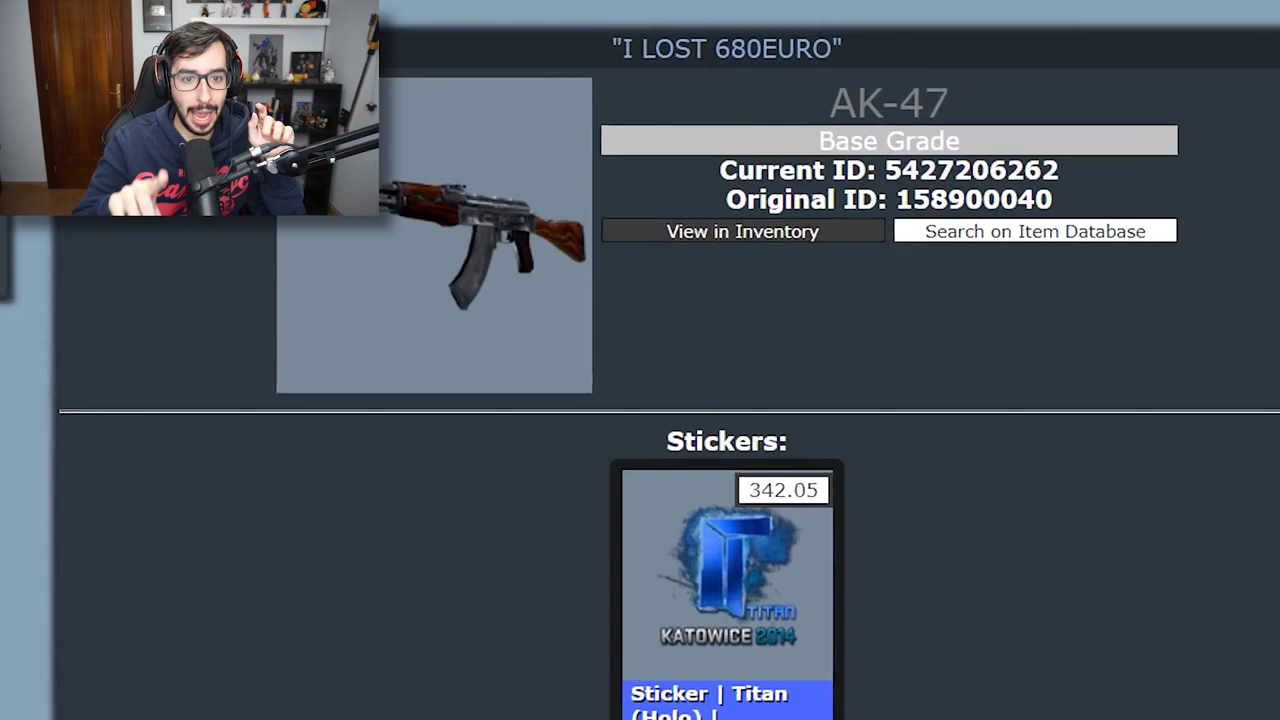 "I LOST 680EURO"
AK-47
Base Grade
Current ID: 5427206262
Original ID: 158900040
View in Inventory
Search on Item Database
Stickers:
342.05
TITAN
KATOWICE 2014
Sticker | Titan
(Holo) |